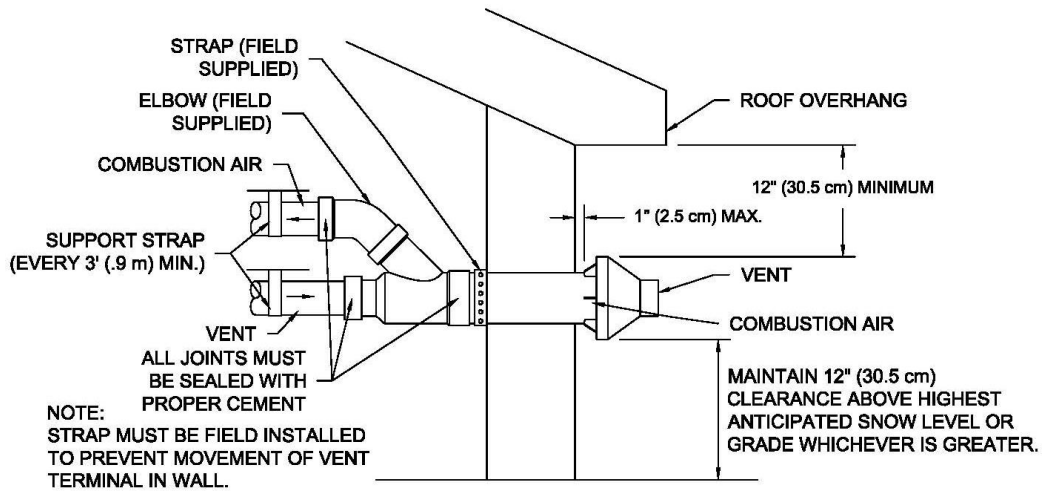 STRAP (FIELD
SUPPLIED)
ELBOW (FIELD
SUPPLIED)
COMBUSTION AIR
SUPPORT STRAP
(EVERY 3' (.9 m) MIN.)
VENT
ALL JOINTS MUST
BE SEALED WITH
PROPER CEMENT
NOTE:
STRAP MUST BE FIELD INSTALLED
TO PREVENT MOVEMENT OF VENT
TERMINAL IN WALL.
ROOF OVERHANG
12" (30.5 cm) MINIMUM
1" (2.5 cm) MAX.
VENT
COMBUSTION AIR
MAINTAIN 12" (30.5 cm)
CLEARANCE ABOVE HIGHEST
ANTICIPATED SNOW LEVEL OR
GRADE WHICHEVER IS GREATER.